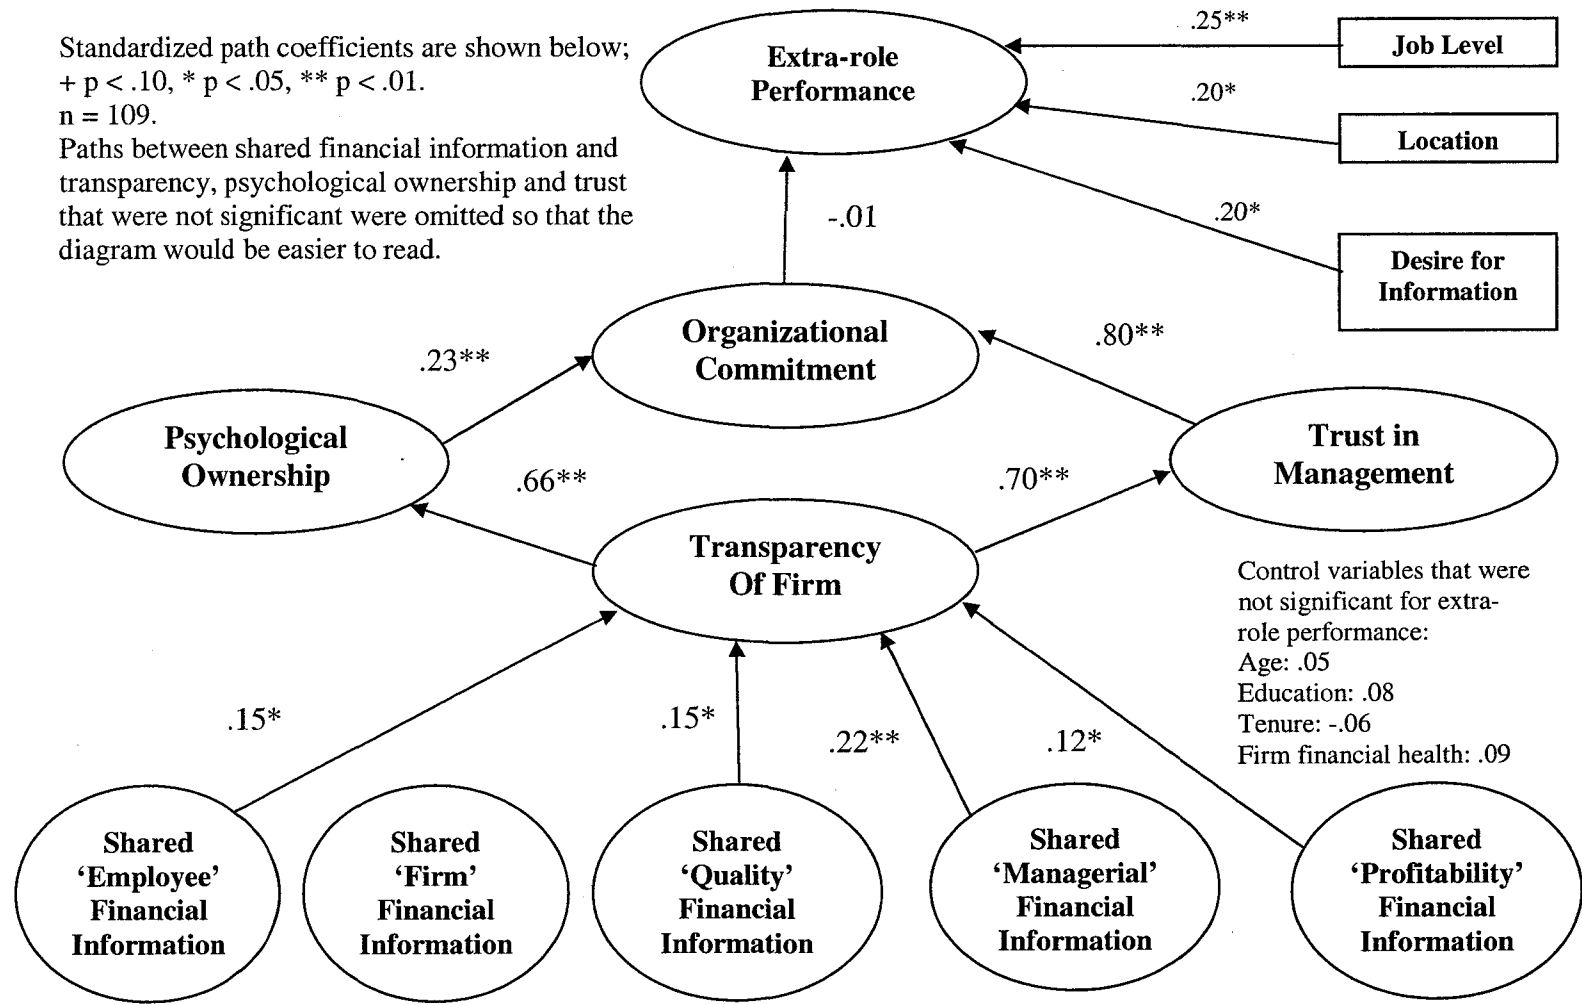 Standardized path coefficients are shown below;
+ p < .10, * p < .05, ** p < .01.
n = 109.
Paths between shared financial information and
transparency, psychological ownership and trust
that were not significant were omitted so that the
diagram would be easier to read.
Extra-role
Performance
.25**
Job Level
.20*
Location
.20*
Desire for
Information
-.01
Organizational
Commitment
.23**
.80**
Psychological
Ownership
Trust in
Management
.66**
.70**
Transparency
Of Firm
Control variables that were
not significant for extra-
role performance:
Age: .05
Education: .08
Tenure: -.06
Firm financial health: .09
.15*
.15*
.22**
.12*
Shared
‘Employee’
Financial
Information
Shared
‘Firm’
Financial
Information
Shared
‘Quality’
Financial
Information
Shared
‘Managerial’
Financial
Information
Shared
‘Profitability’
Financial
Information